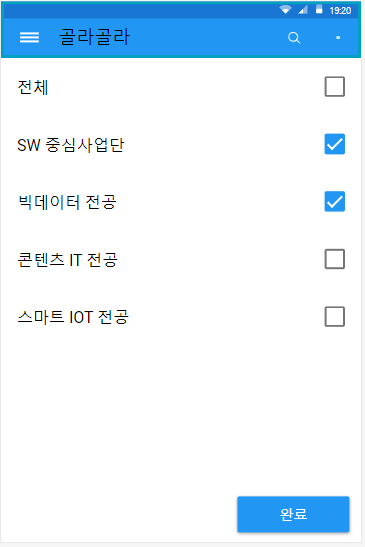 19:20
골라골라
전체
SW 중심사업단
빅데이터 전공
콘텐츠 IT 전공
스마트 IOT 전공
완료